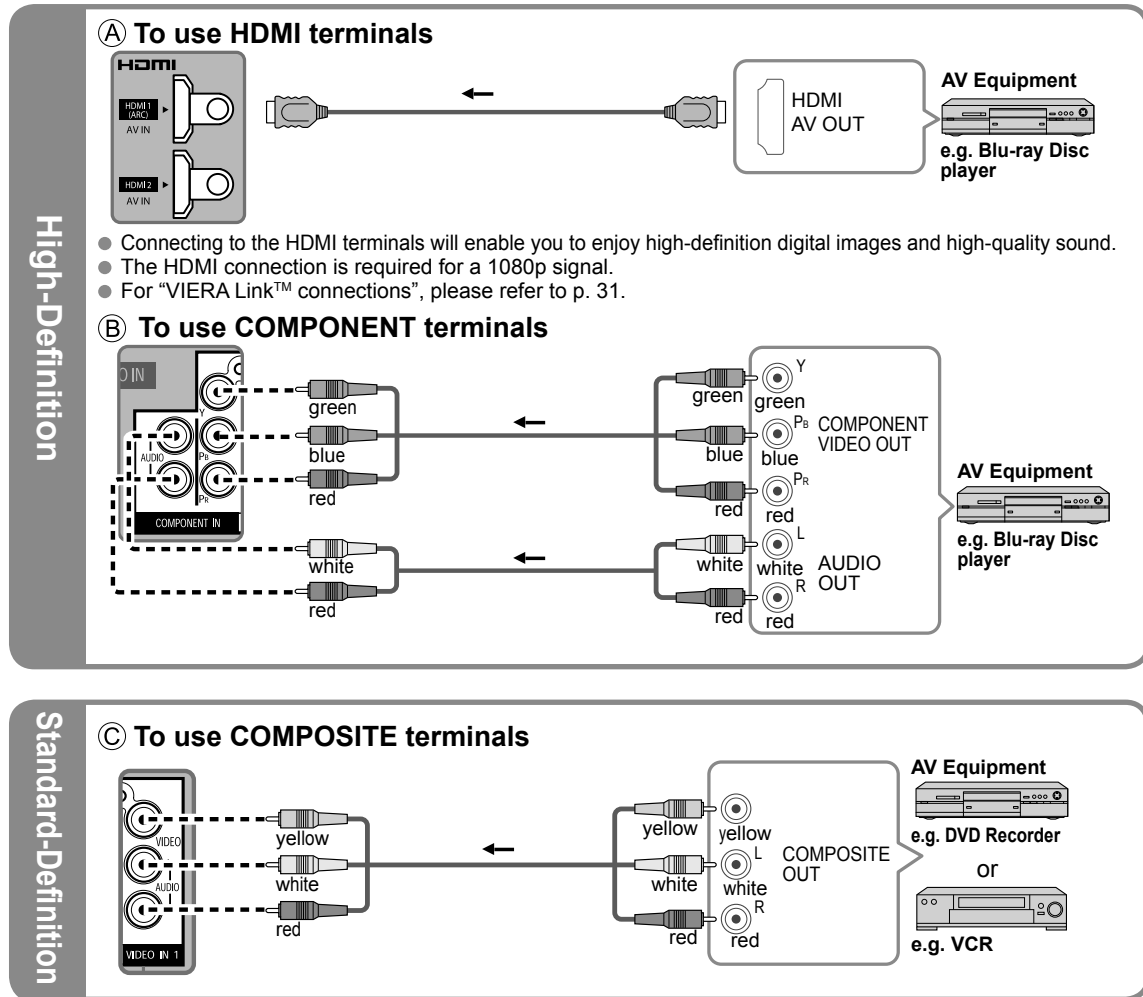 High-Definition
Ⓐ To use HDMI terminals
HDMI
HDMI 1
(ARC)
AV IN
HDMI 2
AV IN
HDMI
AV OUT
AV Equipment
e.g. Blu-ray Disc
player
● Connecting to the HDMI terminals will enable you to enjoy high-definition digital images and high-quality sound.
● The HDMI connection is required for a 1080p signal.
● For “VIERA Link™ connections”, please refer to p. 31.
Ⓑ To use COMPONENT terminals
O IN
Y
PB
PR
AUDIO
COMPONENT IN
green
blue
red
white
red
green
blue
red
white
red
Y
green
PB
blue
PR
red
COMPONENT
VIDEO OUT
L
white
R
red
AUDIO
OUT
AV Equipment
e.g. Blu-ray Disc
player
Standard-Definition
Ⓒ To use COMPOSITE terminals
VIDEO
AUDIO
VIDEO IN 1
yellow
white
red
yellow
white
red
yellow
L
white
R
red
COMPOSITE
OUT
AV Equipment
e.g. DVD Recorder
or
e.g. VCR